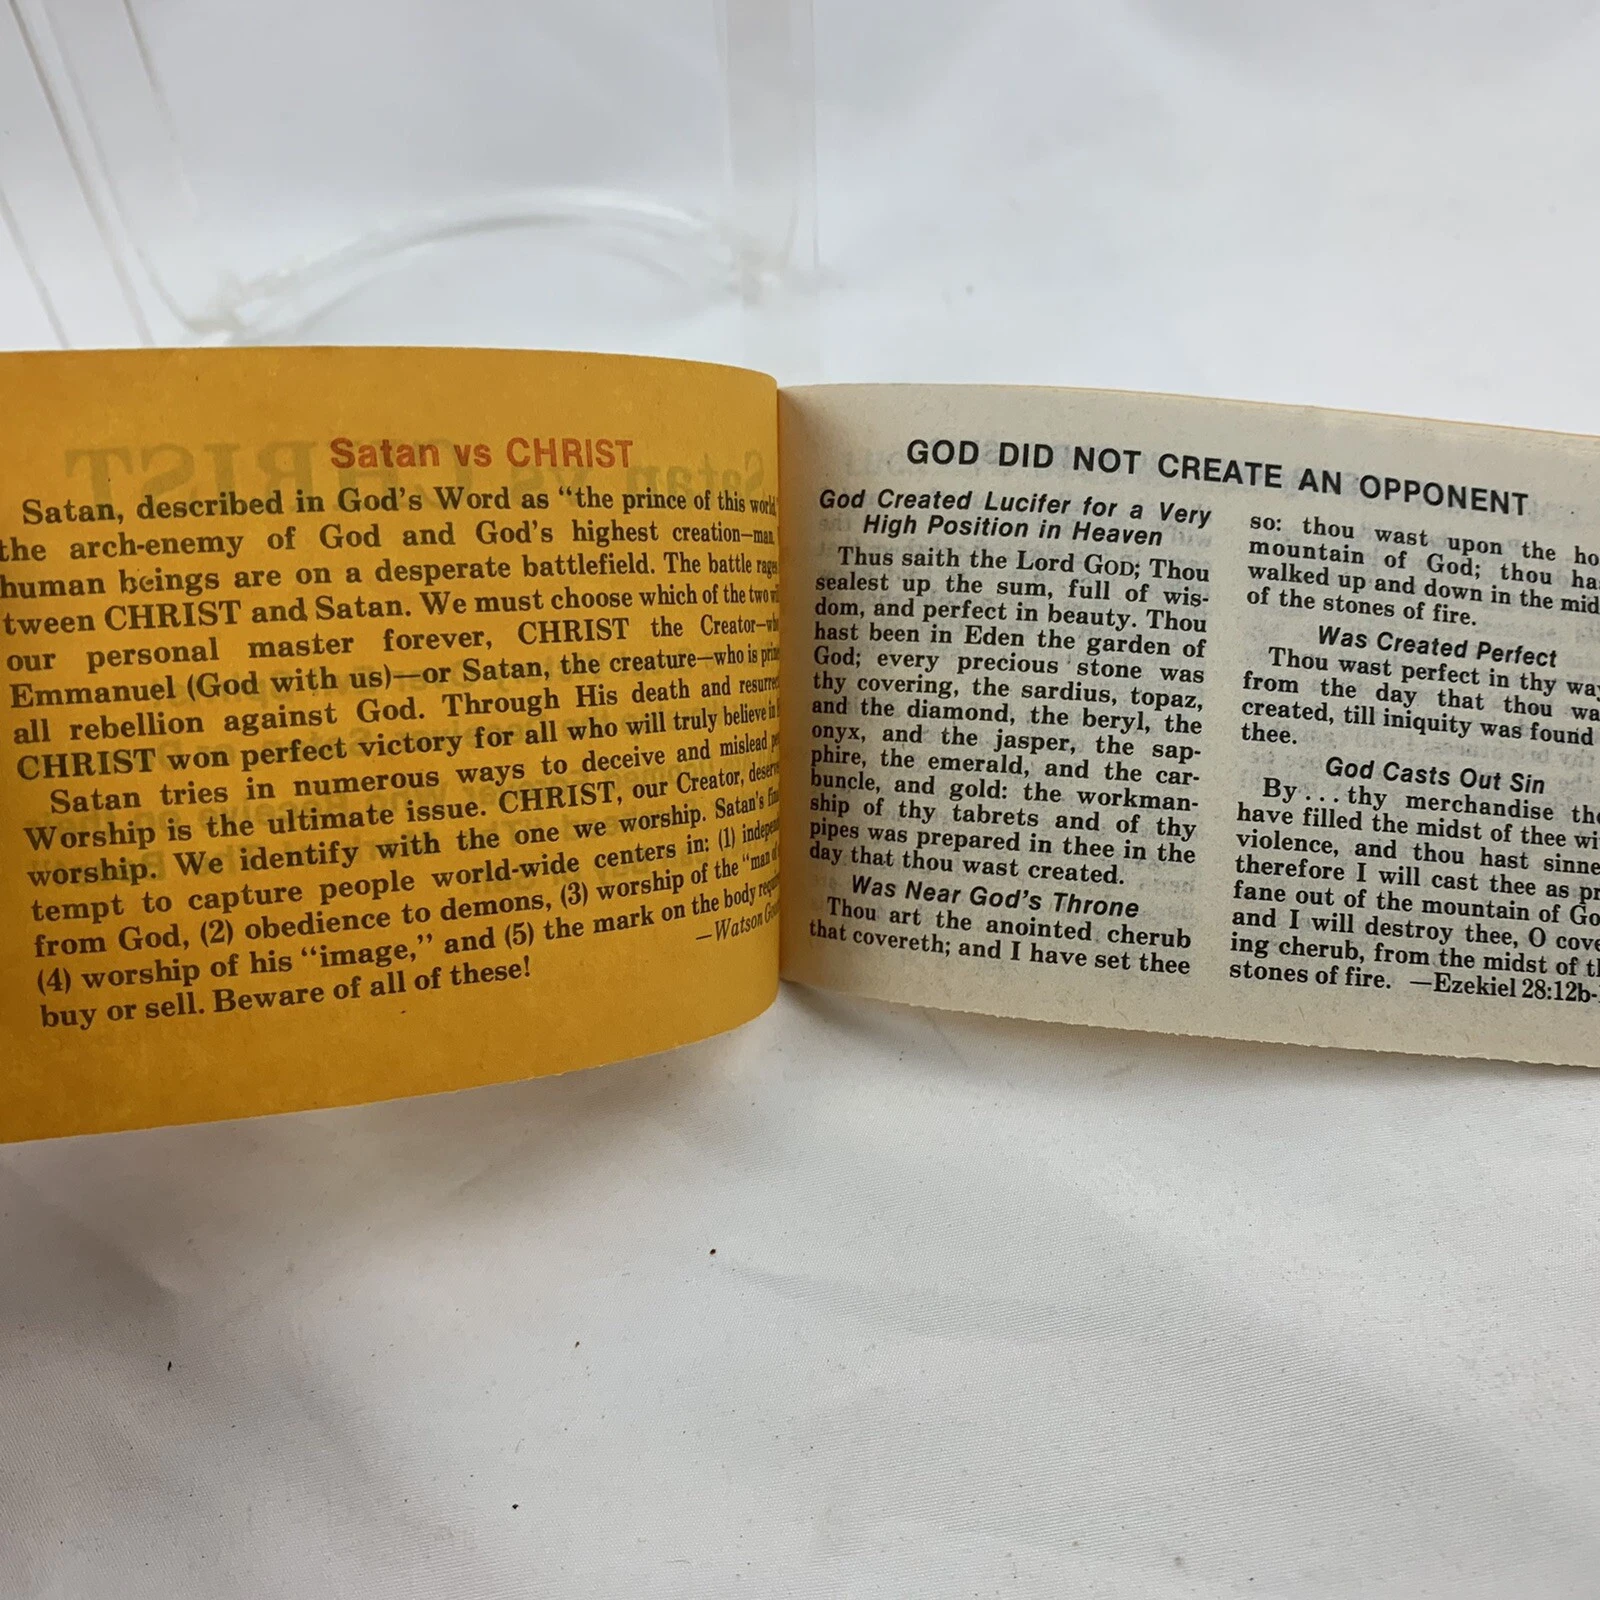 Satan vs CHRIST
Satan, described in God's Word as "the prince of this world
the arch-enemy of God and God's highest creation—man
human beings are on a desperate battlefield. The battle rages
tween CHRIST and Satan. We must choose which of the two
our personal master forever, CHRIST the Creator—
Emmanuel (God with us)—or Satan, the creature—who is
all rebellion against God. Through His death and
CHRIST won perfect victory for all who will truly believe in
Satan tries in numerous ways to deceive and mislead
Worship is the ultimate issue. CHRIST, our Creator,
worship. We identify with the one we worship. Satan's
tempt to capture people world-wide centers in: (1)
from God, (2) obedience to demons, (3) worship of the "man
(4) worship of his "image," and (5) the mark on the body
buy or sell. Beware of all of these!
—Watson
GOD DID NOT CREATE AN OPPONENT
God Created Lucifer for a Very
High Position in Heaven
Thus saith the Lord GOD; Thou
sealest up the sum, full of wis-
dom, and perfect in beauty. Thou
hast been in Eden the garden of
God; every precious stone was
thy covering, the sardius, topaz,
and the diamond, the beryl, the
onyx, and the jasper, the sap-
phire, the emerald, and the car-
buncle, and gold: the workman-
ship of thy tabrets and of thy
pipes was prepared in thee in the
day that thou wast created.
Was Near God's Throne
Thou art the anointed cherub
that covereth; and I have set thee
so: thou wast upon the
mountain of God; thou
walked up and down in the
of the stones of fire.
Was Created Perfect
Thou wast perfect in thy
from the day that thou
created, till iniquity was found
thee.
God Casts Out Sin
By ... thy merchandise
have filled the midst of thee
violence, and thou hast
therefore I will cast thee as
fane out of the mountain of
and I will destroy thee, O
ing cherub, from the midst of
stones of fire. —Ezekiel 28:12b-